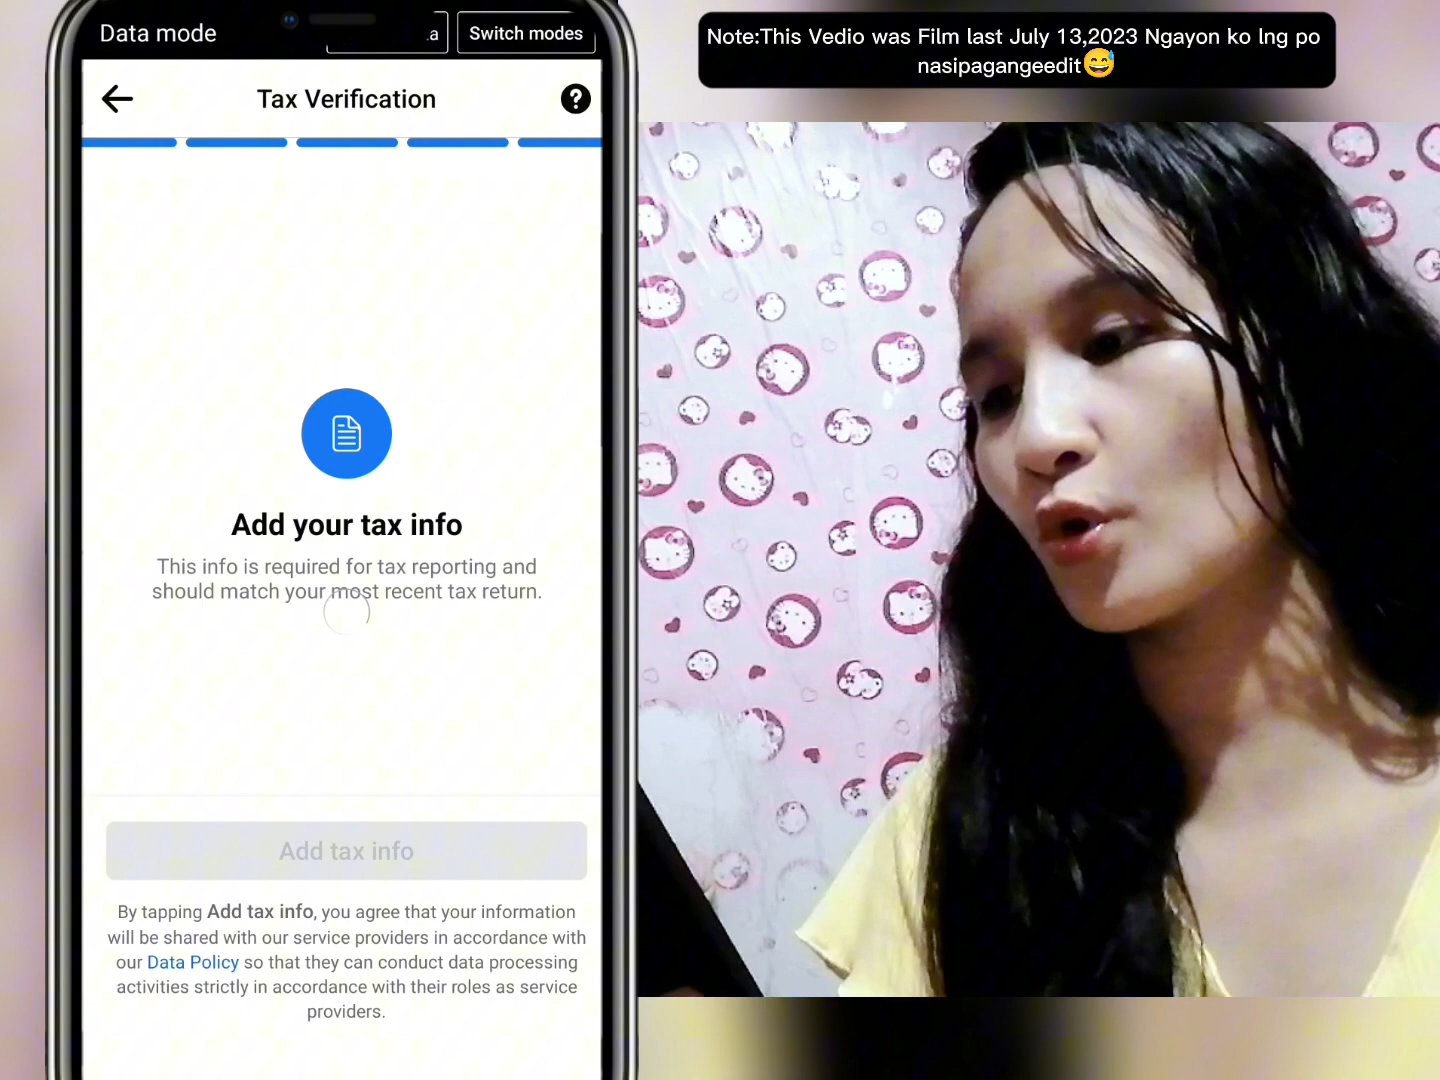 Data mode
a
Switch modes
Tax Verification
?
Add your tax info
This info is required for tax reporting and
should match your most recent tax return.
Add tax info
By tapping Add tax info, you agree that your information
will be shared with our service providers in accordance with
our Data Policy so that they can conduct data processing
activities strictly in accordance with their roles as service
providers.
Note:This Vedio was Film last July 13,2023 Ngayon ko lng po
nasipagangeedit😅